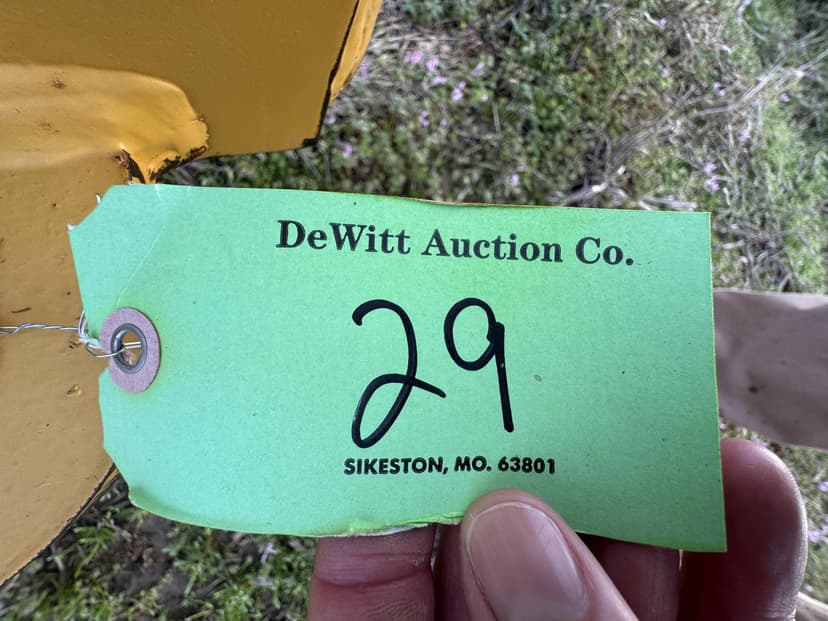 DeWitt Auction Co.
29
SIKESTON, MO. 63801